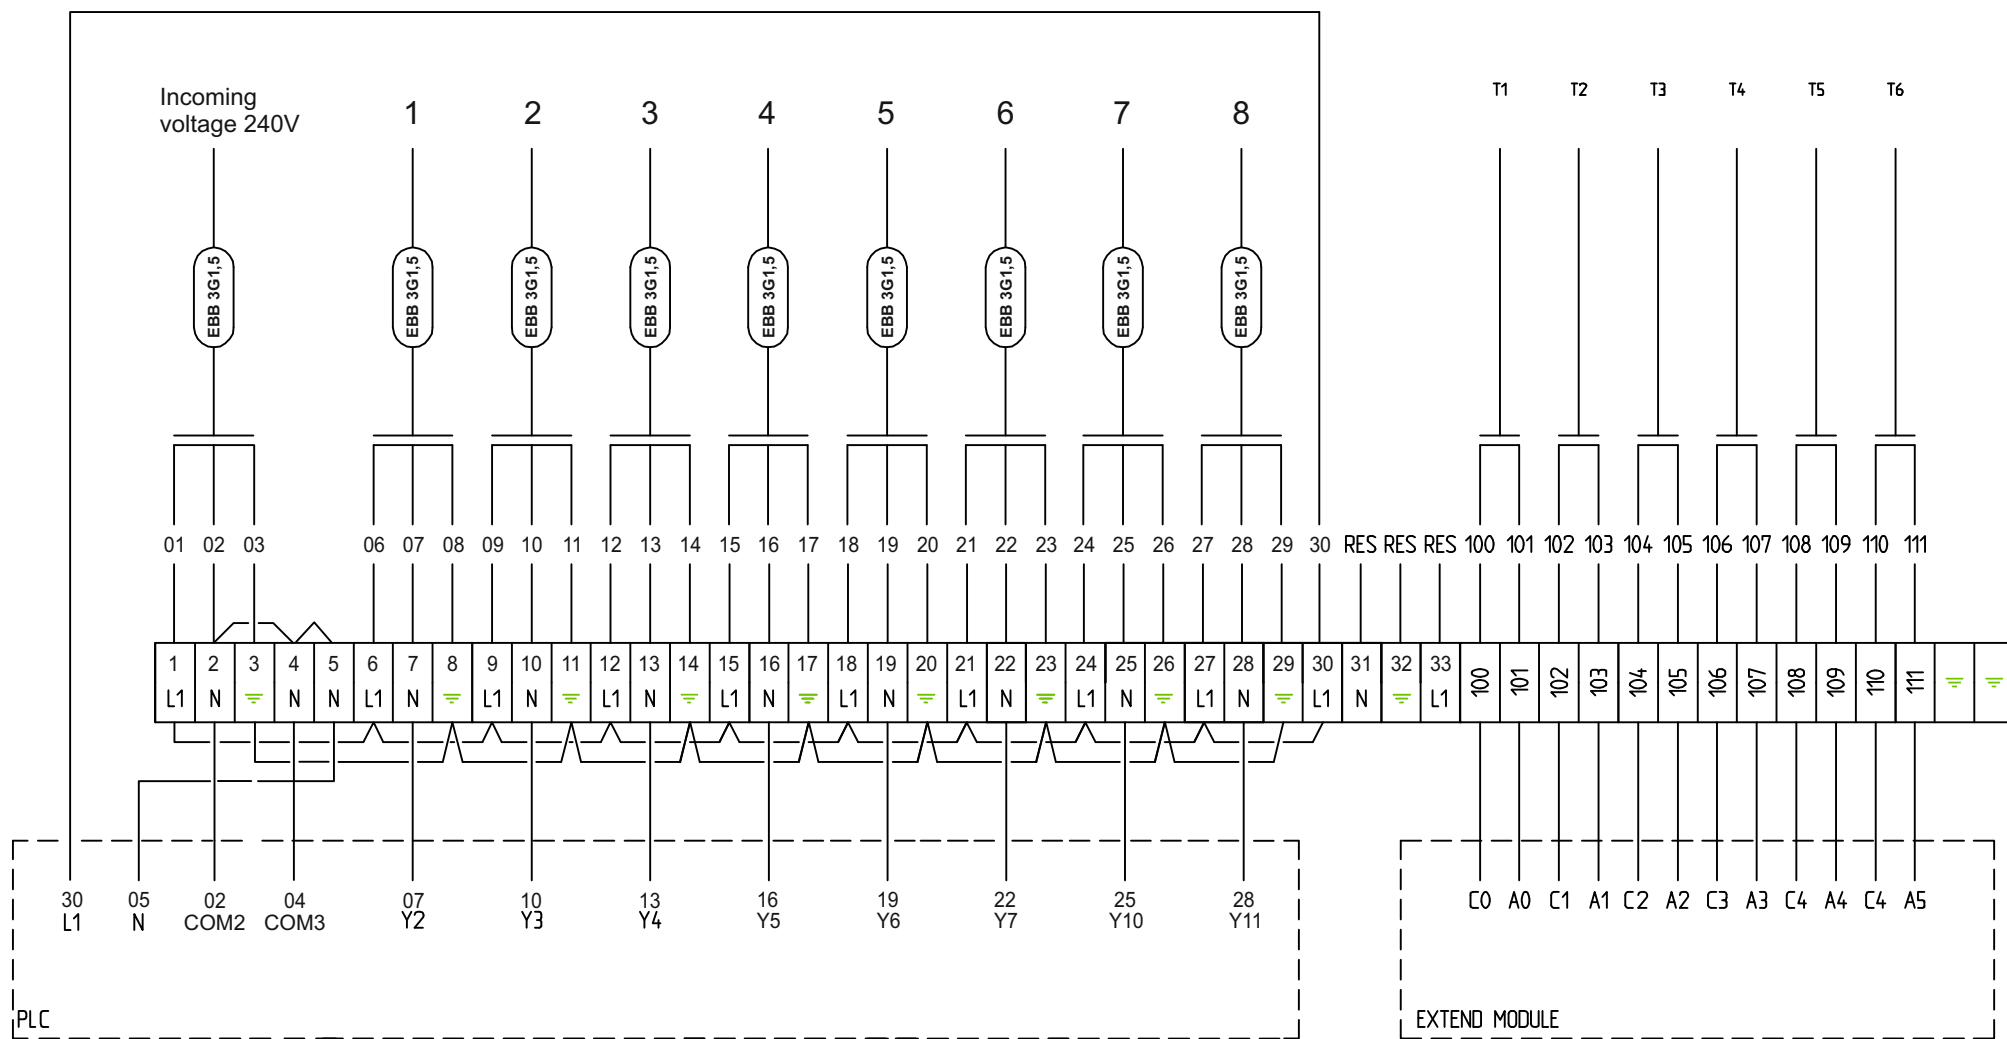 Incoming
voltage 240V
1 2 3 4 5 6 7 8
T1 T2 T3 T4 T5 T6
EBB 3G1,5 EBB 3G1,5 EBB 3G1,5 EBB 3G1,5 EBB 3G1,5 EBB 3G1,5 EBB 3G1,5 EBB 3G1,5 EBB 3G1,5
01 02 03 06 07 08 09 10 11 12 13 14 15 16 17 18 19 20 21 22 23 24 25 26 27 28 29 30 RES RES RES 100 101 102 103 104 105 106 107 108 109 110 111
1 2 3 4 5 6 7 8 9 10 11 12 13 14 15 16 17 18 19 20 21 22 23 24 25 26 27 28 29 30 31 32 33 100 101 102 103 104 105 106 107 108 109 110 111
L1 N N N L1 N L1 N L1 N L1 N L1 N L1 N L1 N L1 N L1 N L1
30 05 02 04 07 10 13 16 19 22 25 28
L1 N COM2 COM3 Y2 Y3 Y4 Y5 Y6 Y7 Y10 Y11
C0 A0 C1 A1 C2 A2 C3 A3 C4 A4 C4 A5
PLC
EXTEND MODULE